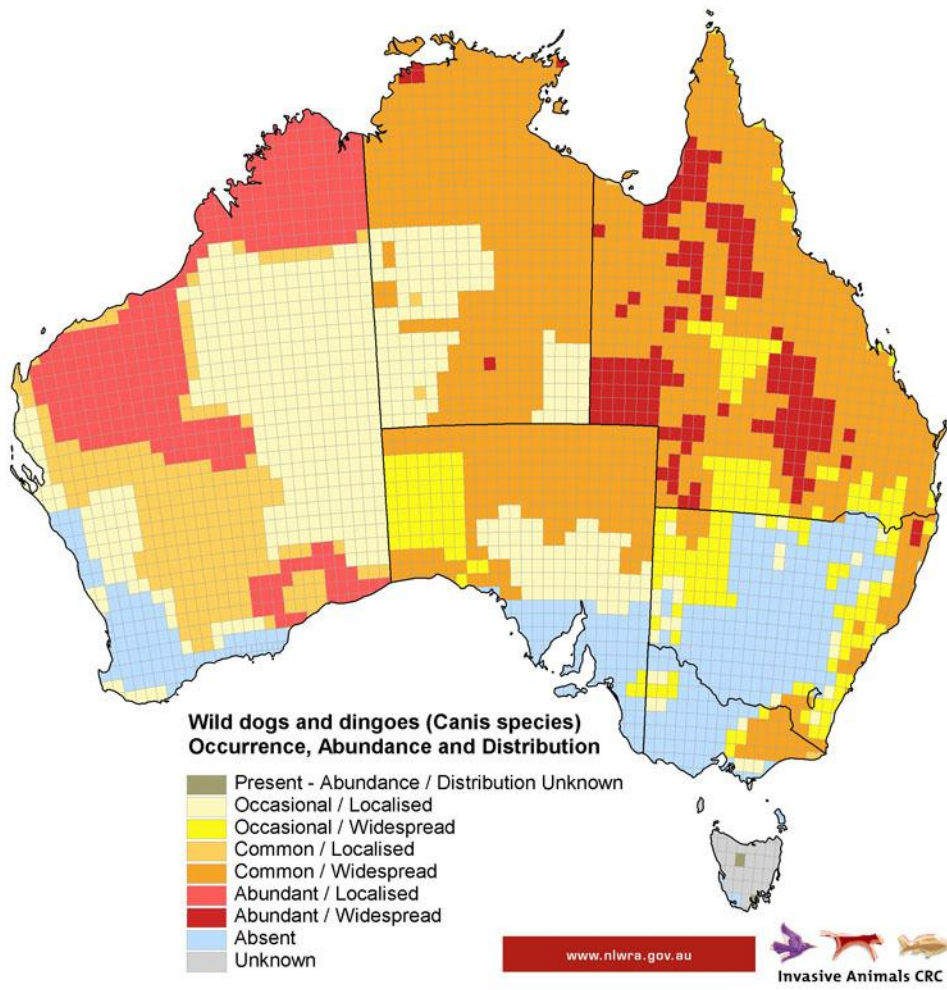 Wild dogs and dingoes (Canis species)
Occurrence, Abundance and Distribution
Present - Abundance / Distribution Unknown
Occasional / Localised
Occasional / Widespread
Common / Localised
Common / Widespread
Abundant / Localised
Abundant / Widespread
Absent
Unknown
www.nlwra.gov.au
Invasive Animals CRC